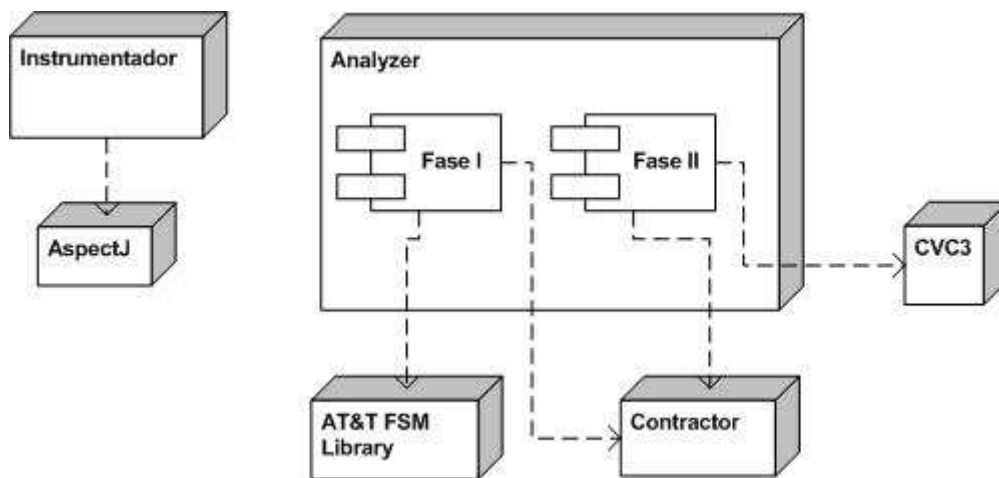 Instrumentador
AspectJ
Analyzer
Fase I
Fase II
CVC3
AT&T FSM
Library
Contractor